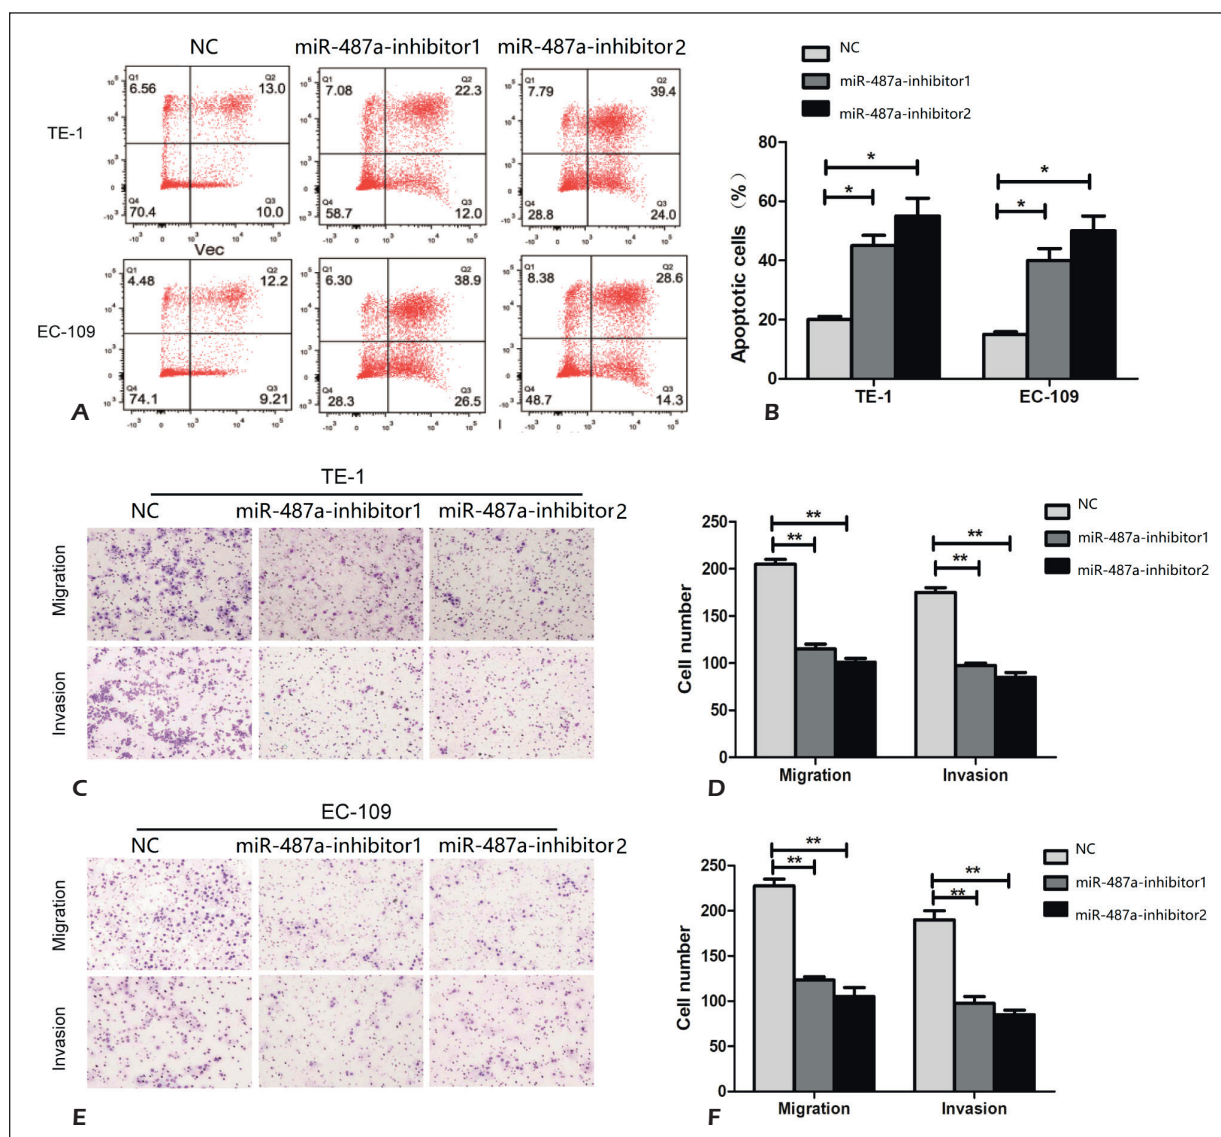 NC miR-487a-inhibitor1 miR-487a-inhibitor2
TE-1
Q1 6.56 Q2 13.0 Q4 70.4 Q3 10.0
Q1 7.08 Q2 22.3 Q4 58.7 Q3 12.0
Q1 7.79 Q2 39.4 Q4 28.8 Q3 24.0
Vec
EC-109
Q1 4.48 Q2 12.2 Q4 74.1 Q3 9.21
Q1 6.30 Q2 38.9 Q4 28.3 Q3 26.5
Q1 8.38 Q2 28.6 Q4 48.7 Q3 14.3
A
NC
miR-487a-inhibitor1
miR-487a-inhibitor2
Apoptotic cells (%)
80
60
40
20
0
* * * *
TE-1 EC-109
B
TE-1
NC miR-487a-inhibitor1 miR-487a-inhibitor2
Migration
Invasion
C
NC
miR-487a-inhibitor1
miR-487a-inhibitor2
Cell number
250
200
150
100
50
0
** ** ** **
Migration Invasion
D
EC-109
NC miR-487a-inhibitor1 miR-487a-inhibitor2
Migration
Invasion
E
NC
miR-487a-inhibitor1
miR-487a-inhibitor2
Cell number
250
200
150
100
50
0
** ** ** **
Migration Invasion
F